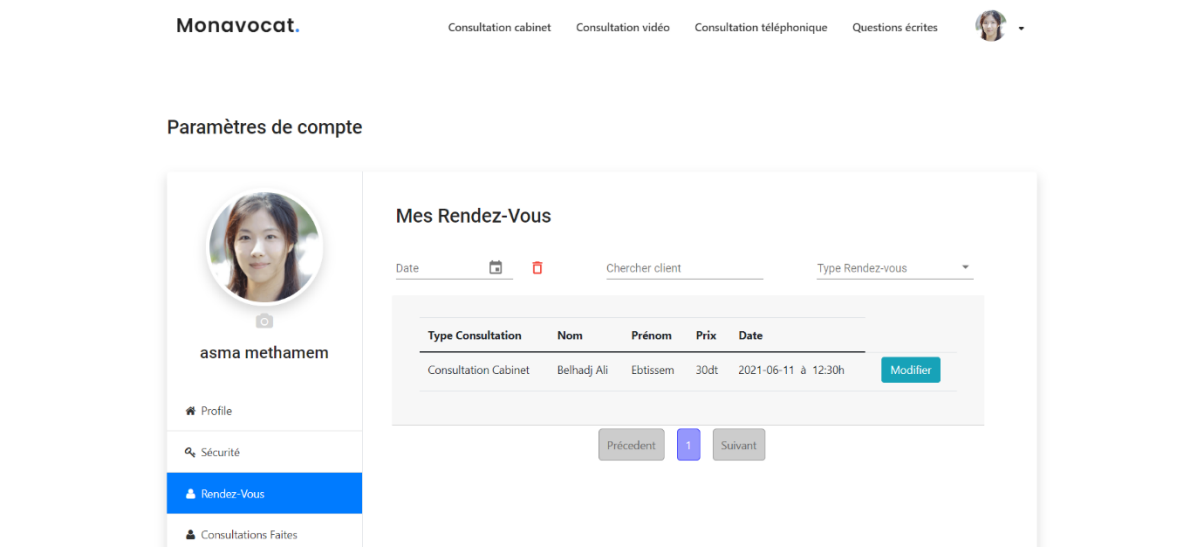 Monavocat.
Consultation cabinet Consultation vidéo Consultation téléphonique Questions écrites
Paramètres de compte
asma methamem
Profile
Sécurité
Rendez-Vous
Consultations Faites
Mes Rendez-Vous
Date Chercher client Type Rendez-vous
Type Consultation Nom Prénom Prix Date
Consultation Cabinet Belhadj Ali Ebtissem 30dt 2021-06-11 à 12:30h Modifier
Précedent 1 Suivant